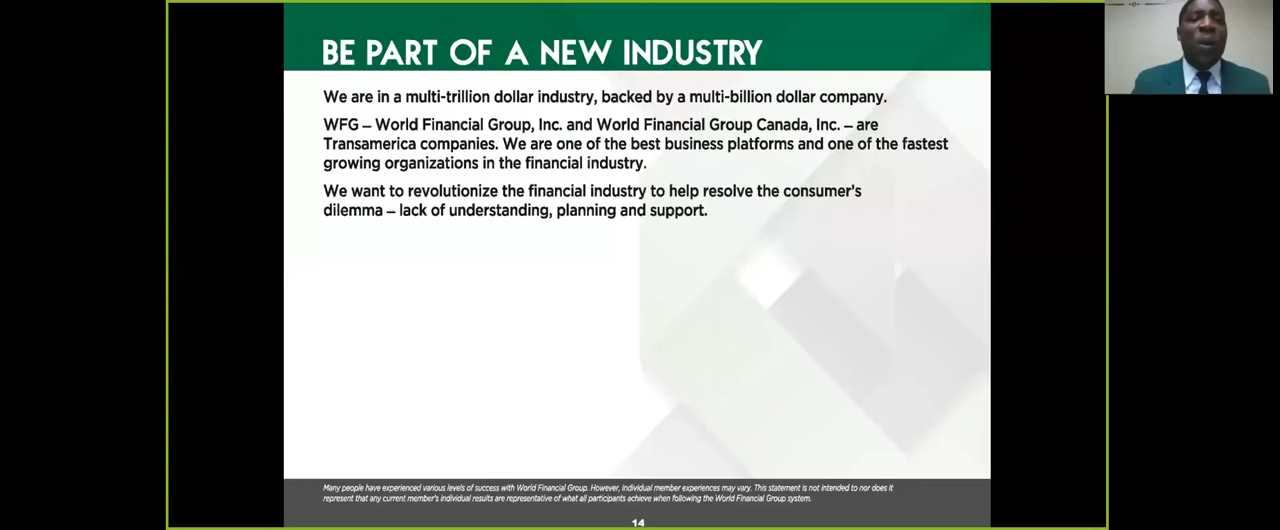 BE PART OF A NEW INDUSTRY
We are in a multi-trillion dollar industry, backed by a multi-billion dollar company.
WFG – World Financial Group, Inc. and World Financial Group Canada, Inc. – are
Transamerica companies. We are one of the best business platforms and one of the fastest
growing organizations in the financial industry.
We want to revolutionize the financial industry to help resolve the consumer’s
dilemma – lack of understanding, planning and support.
Many people have experienced various levels of success with World Financial Group. However, individual member experiences may vary. This statement is not intended to nor does it
represent that any current member's individual results are representative of what all participants achieve when following the World Financial Group system.
14